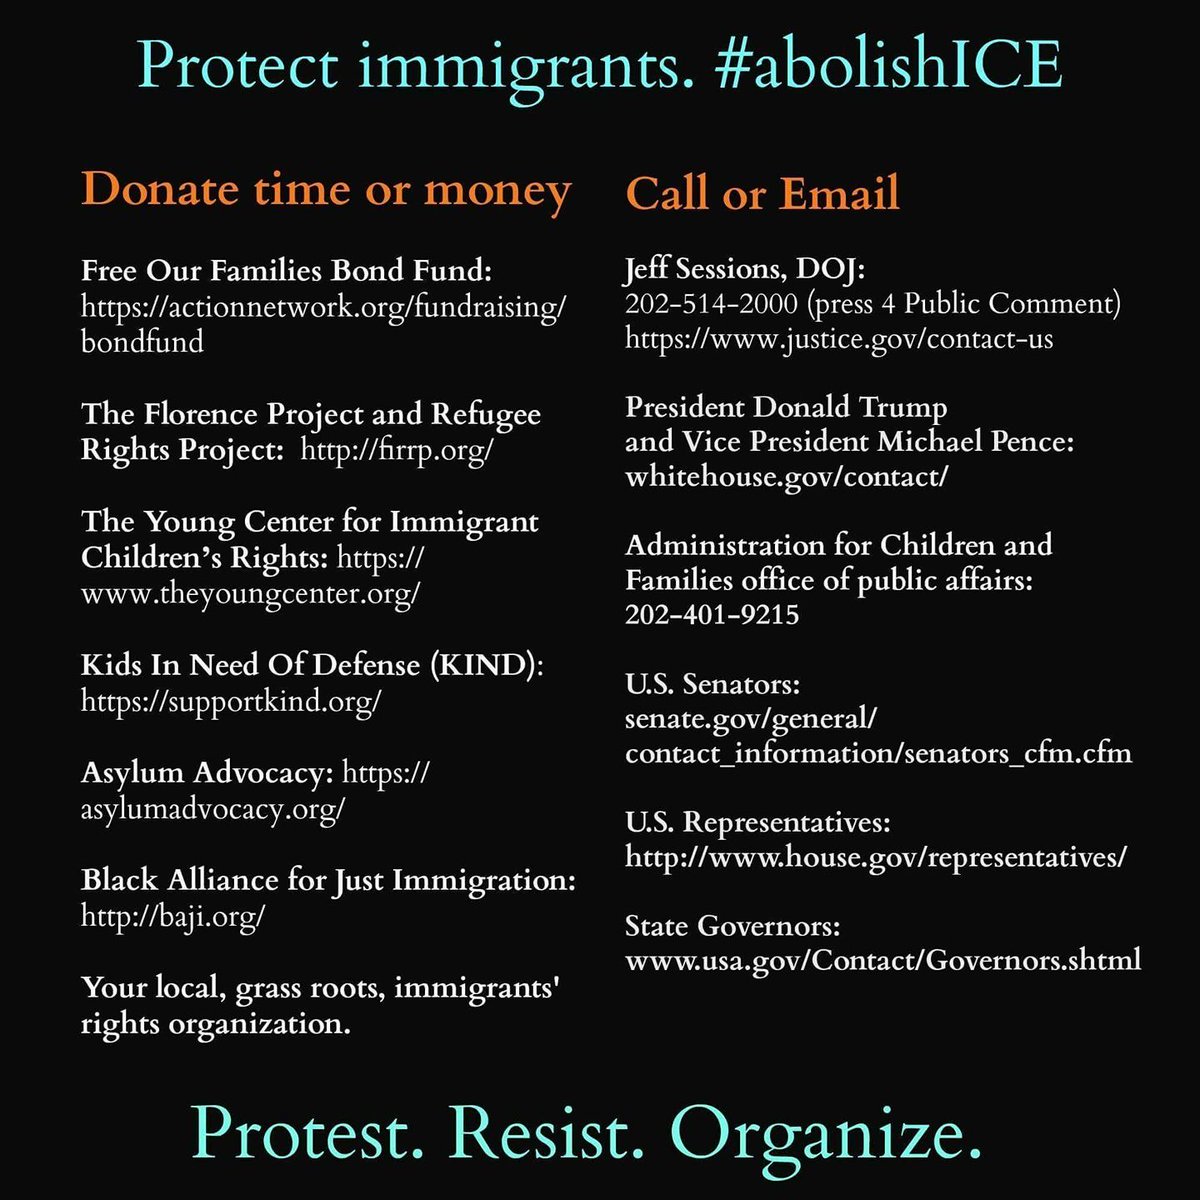 Protect immigrants. #abolishICE
Donate time or money
Free Our Families Bond Fund:
https://actionnetwork.org/fundraising/
bondfund
The Florence Project and Refugee
Rights Project: http://firrp.org/
The Young Center for Immigrant
Children’s Rights: https://
www.theyoungcenter.org/
Kids In Need Of Defense (KIND):
https://supportkind.org/
Asylum Advocacy: https://
asylumadvocacy.org/
Black Alliance for Just Immigration:
http://baji.org/
Your local, grass roots, immigrants'
rights organization.
Call or Email
Jeff Sessions, DOJ:
202-514-2000 (press 4 Public Comment)
https://www.justice.gov/contact-us
President Donald Trump
and Vice President Michael Pence:
whitehouse.gov/contact/
Administration for Children and
Families office of public affairs:
202-401-9215
U.S. Senators:
senate.gov/general/
contact_information/senators_cfm.cfm
U.S. Representatives:
http://www.house.gov/representatives/
State Governors:
www.usa.gov/Contact/Governors.shtml
Protest. Resist. Organize.